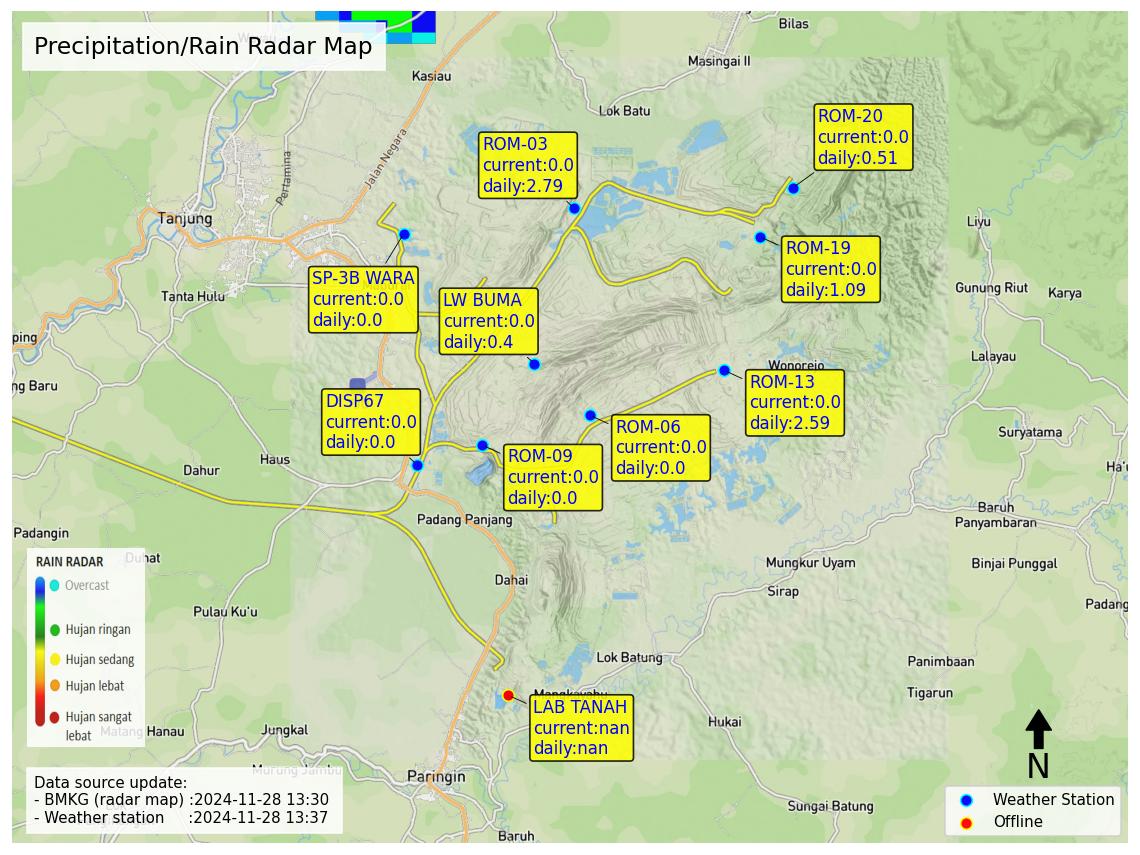 Precipitation/Rain Radar Map
Bilas
Masingai II
Kasiau
Lok Batu
Jalan Negara
Pertamina
Tanjung
Tanta Hulu
ROM-20
current:0.0
daily:0.51
ROM-03
current:0.0
daily:2.79
ROM-19
current:0.0
daily:1.09
SP-3B WARA
current:0.0
daily:0.0
LW BUMA
current:0.0
daily:0.4
Liyu
Gunung Riut
Karya
Lalayau
ping
ng Baru
Wonorejo
ROM-13
current:0.0
daily:2.59
DISP67
current:0.0
daily:0.0
ROM-06
current:0.0
daily:0.0
ROM-09
current:0.0
daily:0.0
Suryatama
Ha'u
Haus
Dahur
Padang Panjang
Baruh
Panyambaran
Padangin
Duhat
Binjai Punggal
Mungkur Uyam
Dahai
Sirap
Padang
Pulau Ku'u
RAIN RADAR
Overcast
Hujan ringan
Hujan sedang
Hujan lebat
Hujan sangat
lebat
Lok Batung
Panimbaan
Tigarun
Mangkayahu
LAB TANAH
current:nan
daily:nan
Hukai
Matang Hanau
Jungkal
Murung Jambu
Paringin
Sungai Batung
Baruh
Data source update:
- BMKG (radar map) :2024-11-28 13:30
- Weather station :2024-11-28 13:37
N
Weather Station
Offline